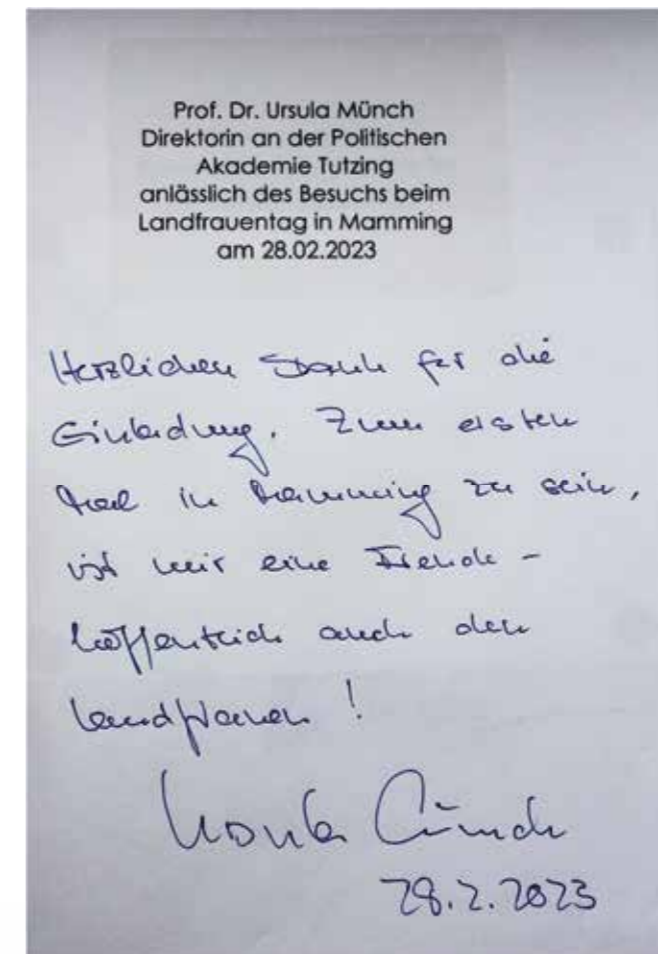 Prof. Dr. Ursula Münch
Direktorin an der Politischen
Akademie Tutzing
anlässlich des Besuchs beim
Landfrauentag in Mamming
am 28.02.2023
Herzlichen Dank für die
Einladung. Zum ersten
Mal in Mamming zu sein,
ist mir eine Freude -
hoffentlich auch den
Landfrauen!
Ursula Münch
28.2.2023